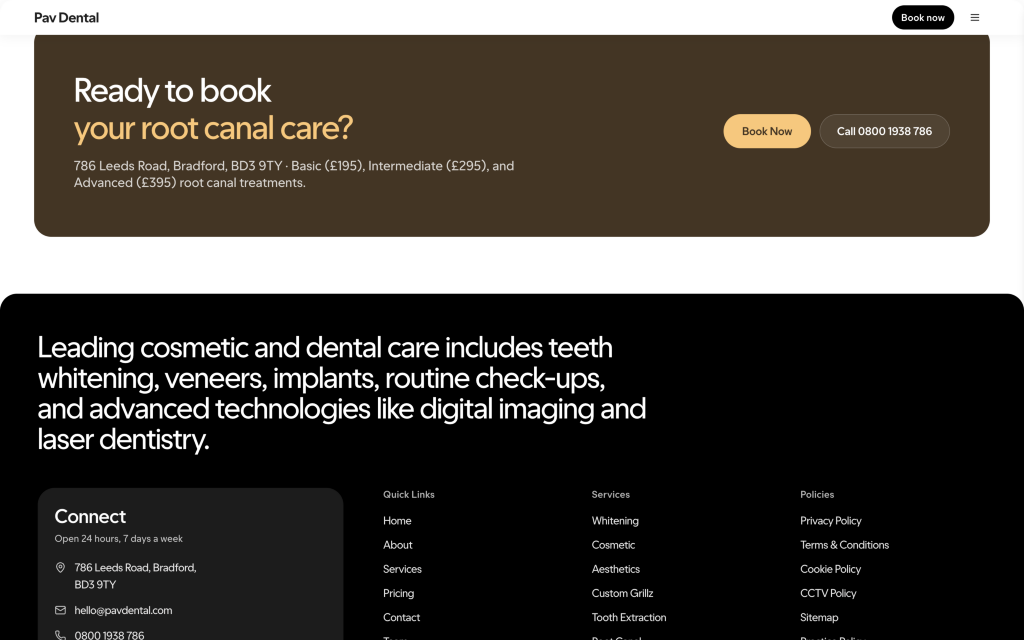 Pav Dental
Book now
Ready to book
your root canal care?
786 Leeds Road, Bradford, BD3 9TY · Basic (£195), Intermediate (£295), and
Advanced (£395) root canal treatments.
Book Now
Call 0800 1938 786
Leading cosmetic and dental care includes teeth
whitening, veneers, implants, routine check-ups,
and advanced technologies like digital imaging and
laser dentistry.
Connect
Open 24 hours, 7 days a week
786 Leeds Road, Bradford,
BD3 9TY
hello@pavdental.com
0800 1938 786
Quick Links
Home
About
Services
Pricing
Contact
Services
Whitening
Cosmetic
Aesthetics
Custom Grillz
Tooth Extraction
Root Canal
Policies
Privacy Policy
Terms & Conditions
Cookie Policy
CCTV Policy
Sitemap